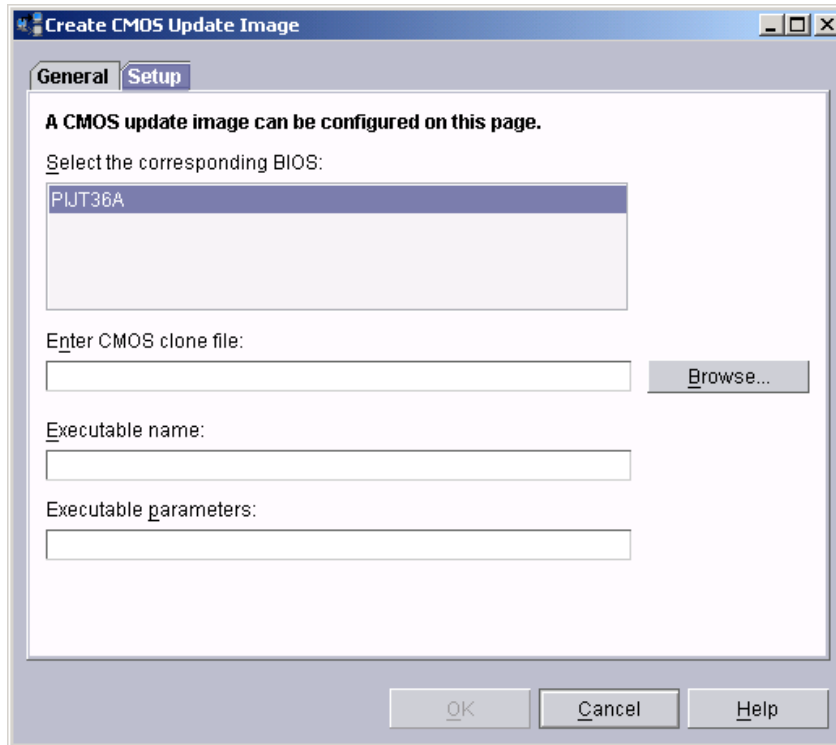 Create CMOS Update Image
General Setup
A CMOS update image can be configured on this page.
Select the corresponding BIOS:
PIJT36A
Enter CMOS clone file:
Browse...
Executable name:
Executable parameters:
OK Cancel Help